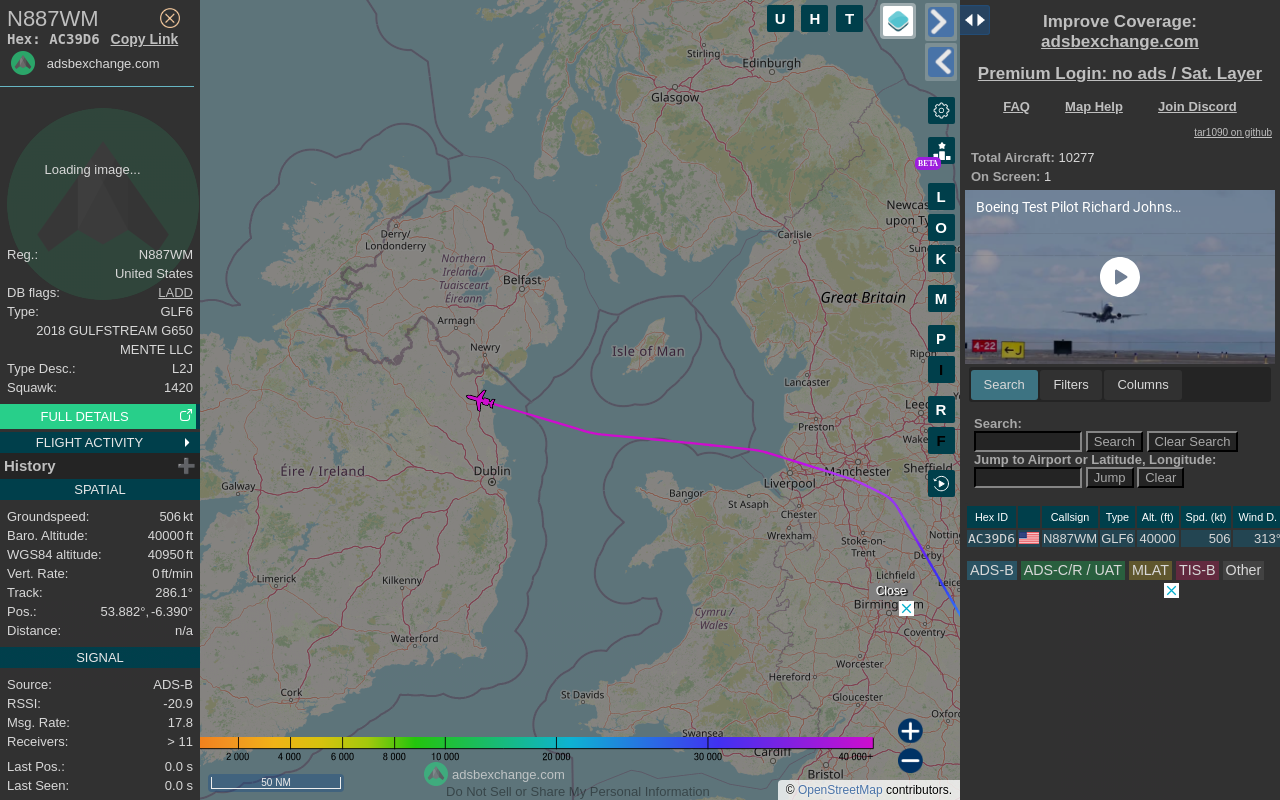 N887WM
Hex: AC39D6 Copy Link
adsbexchange.com
Loading image...
Reg.: N887WM
United States
DB flags: LADD
Type: GLF6
2018 GULFSTREAM G650
MENTE LLC
Type Desc.: L2J
Squawk: 1420
FULL DETAILS
FLIGHT ACTIVITY
History
SPATIAL
Groundspeed: 506 kt
Baro. Altitude: 40000 ft
WGS84 altitude: 40950 ft
Vert. Rate: 0 ft/min
Track: 286.1°
Pos.: 53.882°, -6.390°
Distance: n/a
SIGNAL
Source: ADS-B
RSSI: -20.9
Msg. Rate: 17.8
Receivers: > 11
Last Pos.: 0.0 s
Last Seen: 0.0 s
U H T
Stirling
Edinburgh
Glasgow
BETA
L
Newcas
upon Ty
O
Carlisle
K
Derry/
Londonderry
Northern
Ireland /
Tuaisceart
Éireann
Belfast
M
Great Britain
Armagh
P
Newry
Isle of Man
Ripon
I
Lancaster
R
Leed
Preston
F
Wake
Éire / Ireland
Dublin
Manchester
Sheffield
Galway
Liverpool
Bangor
St Asaph
Chester
Wrexham
Stoke-on-
Trent
Nottin
Derby
Limerick
Kilkenny
Lichfield
Leice
Close
Birmingham
Cymru /
Wales
Coventry
Waterford
Worcester
Hereford
Cork
St Davids
Gloucester
Oxford
Swansea
Cardiff
Bristol
2 000 4 000 6 000 8 000 10 000 20 000 30 000 40 000+
50 NM
adsbexchange.com
Do Not Sell or Share My Personal Information
© OpenStreetMap contributors.
Improve Coverage:
adsbexchange.com
Premium Login: no ads / Sat. Layer
FAQ Map Help Join Discord
tar1090 on github
Total Aircraft: 10277
On Screen: 1
Boeing Test Pilot Richard Johns...
4-22 J
Search Filters Columns
Search:
Search Clear Search
Jump to Airport or Latitude, Longitude:
Jump Clear
Hex ID Callsign Type Alt. (ft) Spd. (kt) Wind D.
AC39D6 N887WM GLF6 40000 506 313°
ADS-B ADS-C/R / UAT MLAT TIS-B Other